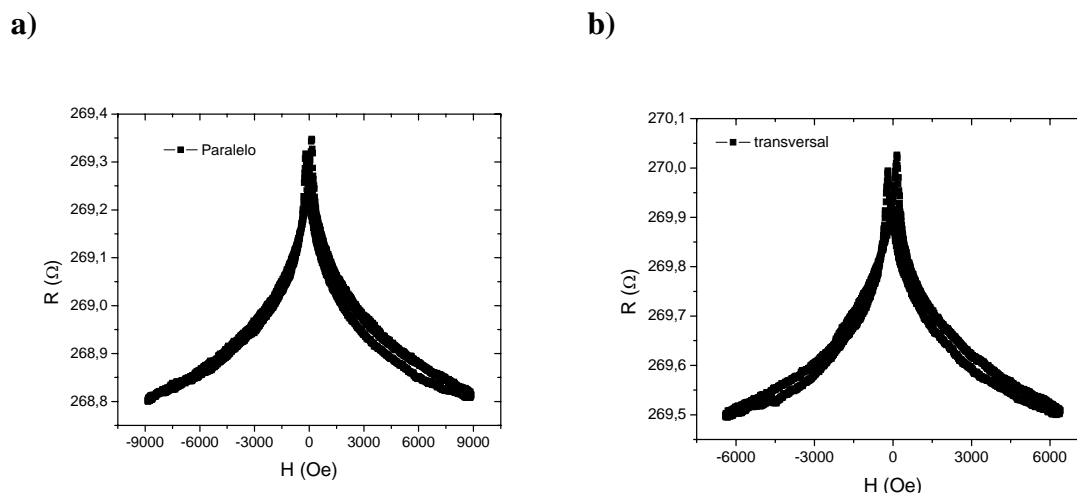 a)
b)
269,4
269,3
269,2
269,1
269,0
268,9
268,8
R (Ω)
Paralelo
-9000 -6000 -3000 0 3000 6000 9000
H (Oe)
270,1
270,0
269,9
269,8
269,7
269,6
269,5
R (Ω)
transversal
-6000 -3000 0 3000 6000
H (Oe)